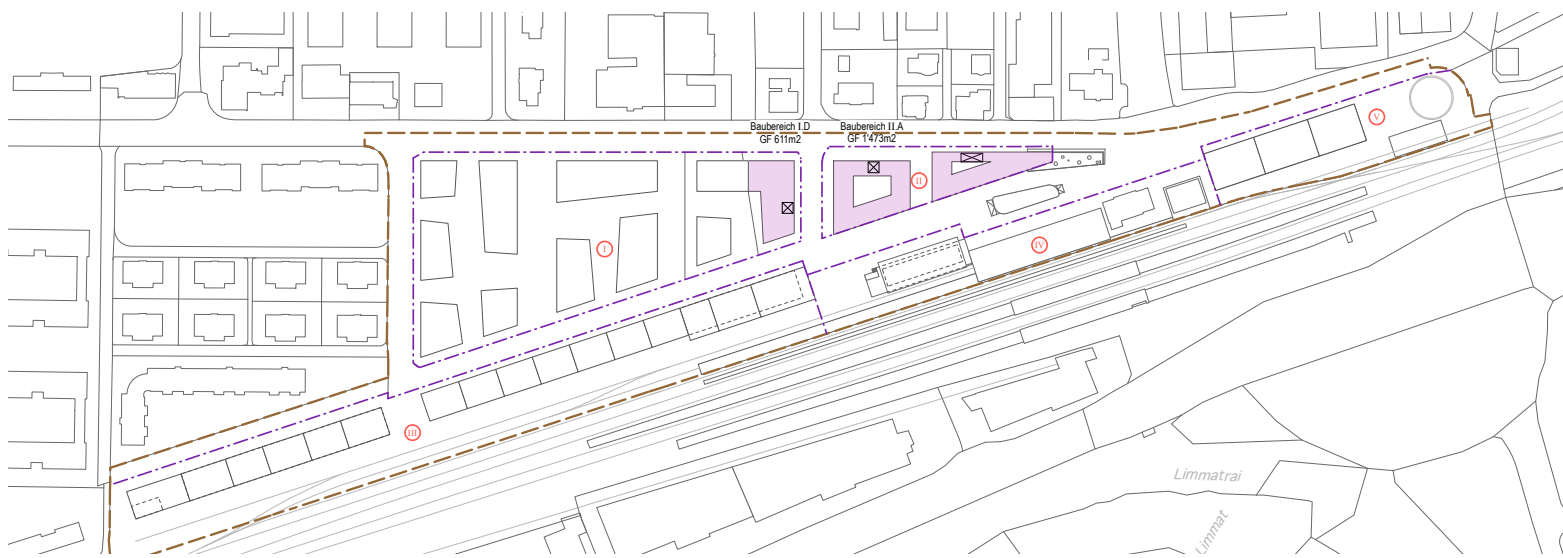 Baubereich I.D
GF 611m2
Baubereich II.A
GF 1'473m2
V
II
I
IV
III
Limmatrai
Limmat